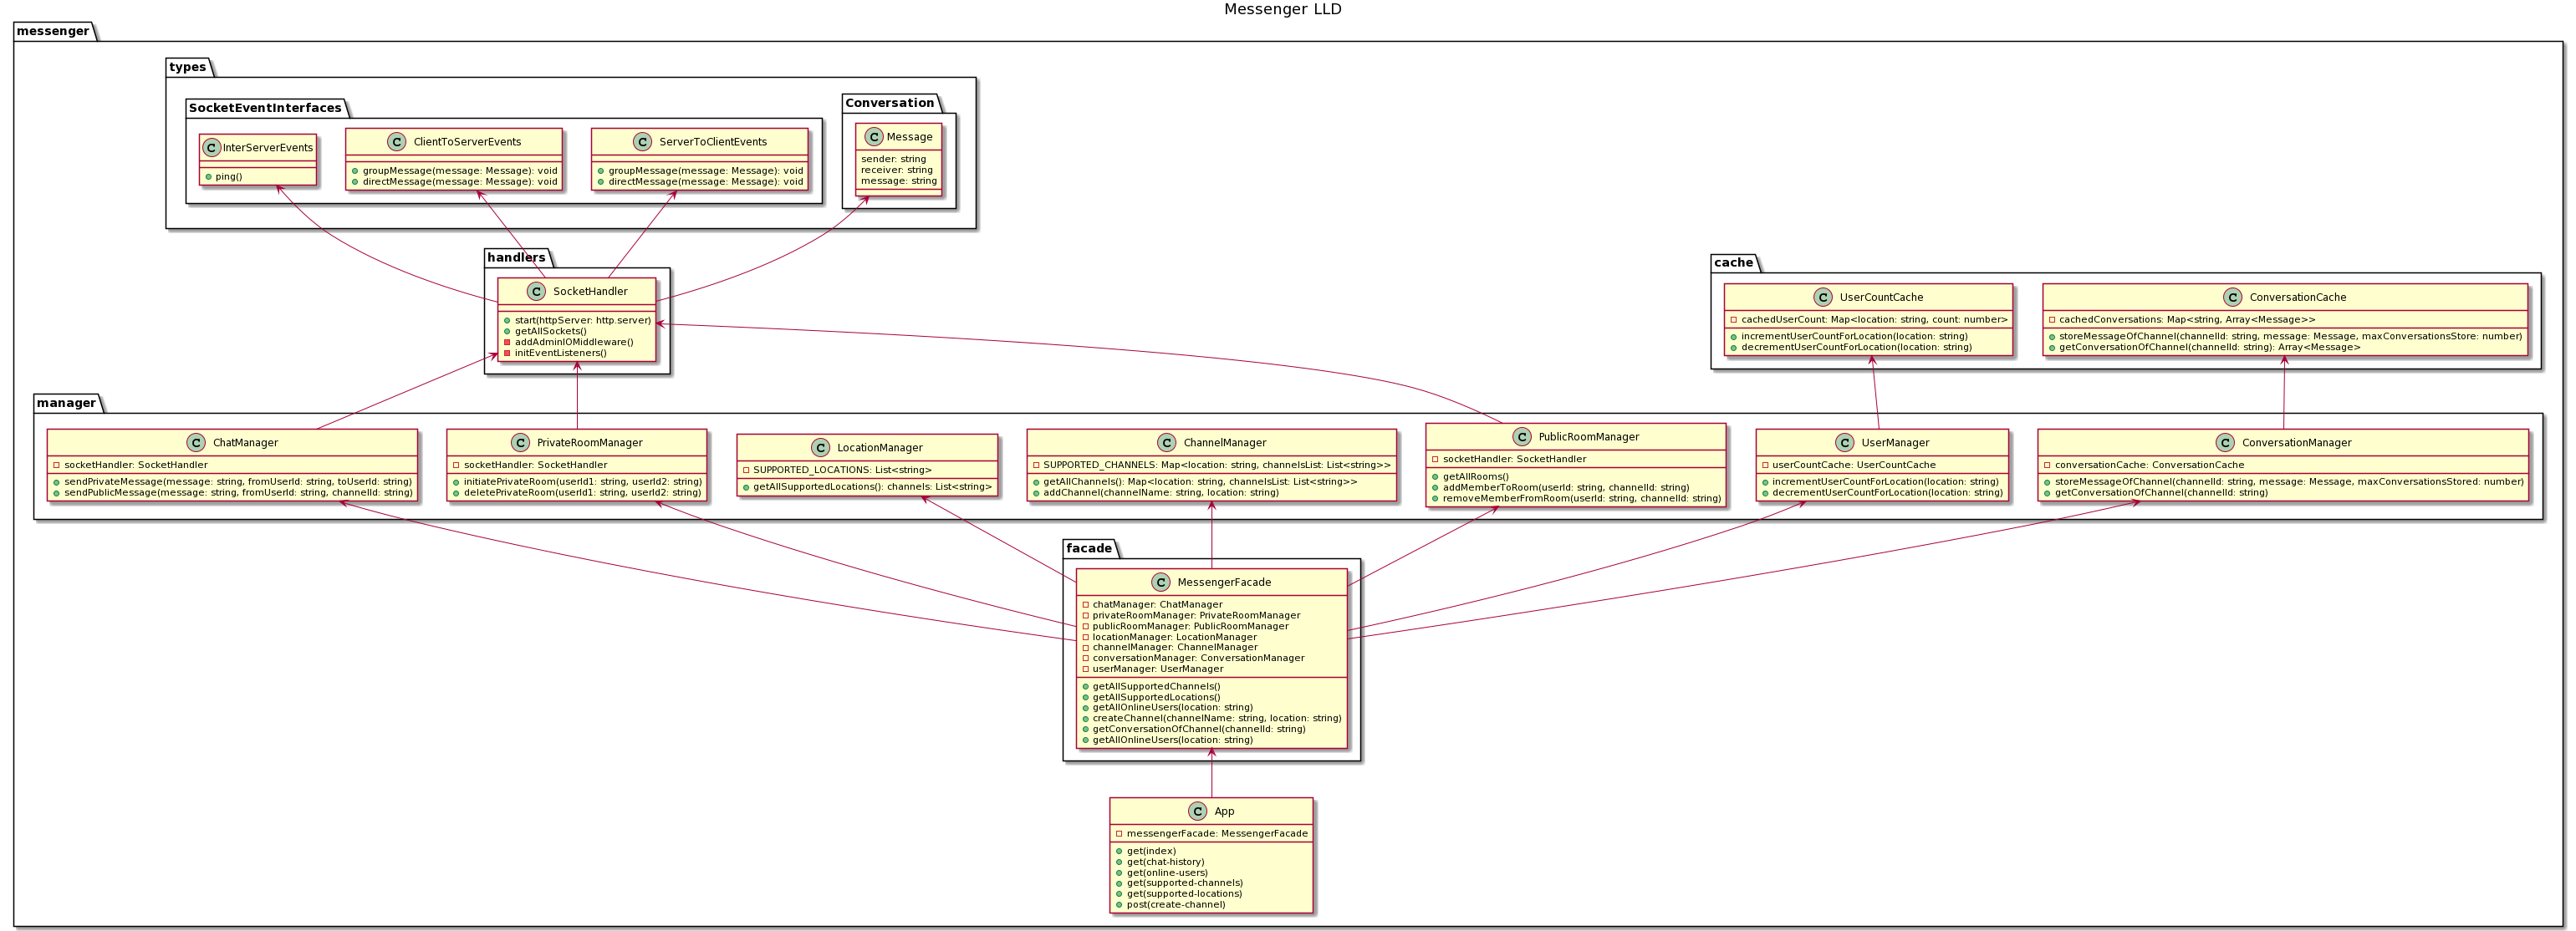 Messenger LLD
messenger
types
SocketEventInterfaces
InterServerEvents
ping()
ClientToServerEvents
groupMessage(message: Message): void
directMessage(message: Message): void
ServerToClientEvents
groupMessage(message: Message): void
directMessage(message: Message): void
Conversation
Message
sender: string
receiver: string
message: string
handlers
SocketHandler
start(httpServer: http.server)
getAllSockets()
addAdminIOMiddleware()
initEventListeners()
cache
UserCountCache
cachedUserCount: Map<location: string, count: number>
incrementUserCountForLocation(location: string)
decrementUserCountForLocation(location: string)
ConversationCache
cachedConversations: Map<string, Array<Message>>
storeMessageOfChannel(channelId: string, message: Message, maxConversationsStore: number)
getConversationOfChannel(channelId: string): Array<Message>
manager
ChatManager
socketHandler: SocketHandler
sendPrivateMessage(message: string, fromUserId: string, toUserId: string)
sendPublicMessage(message: string, fromUserId: string, channelId: string)
PrivateRoomManager
socketHandler: SocketHandler
initiatePrivateRoom(userId1: string, userId2: string)
deletePrivateRoom(userId1: string, userId2: string)
LocationManager
SUPPORTED_LOCATIONS: List<string>
getAllSupportedLocations(): channels: List<string>
ChannelManager
SUPPORTED_CHANNELS: Map<location: string, channelsList: List<string>>
getAllChannels(): Map<location: string, channelsList: List<string>>
addChannel(channelName: string, location: string)
PublicRoomManager
socketHandler: SocketHandler
getAllRooms()
addMemberToRoom(userId: string, channelId: string)
removeMemberFromRoom(userId: string, channelId: string)
UserManager
userCountCache: UserCountCache
incrementUserCountForLocation(location: string)
decrementUserCountForLocation(location: string)
ConversationManager
conversationCache: ConversationCache
storeMessageOfChannel(channelId: string, message: Message, maxConversationsStored: number)
getConversationOfChannel(channelId: string)
facade
MessengerFacade
chatManager: ChatManager
privateRoomManager: PrivateRoomManager
publicRoomManager: PublicRoomManager
locationManager: LocationManager
channelManager: ChannelManager
conversationManager: ConversationManager
userManager: UserManager
getAllSupportedChannels()
getAllSupportedLocations()
getAllOnlineUsers(location: string)
createChannel(channelName: string, location: string)
getConversationOfChannel(channelId: string)
getAllOnlineUsers(location: string)
App
messengerFacade: MessengerFacade
get(index)
get(chat-history)
get(online-users)
get(supported-channels)
get(supported-locations)
post(create-channel)